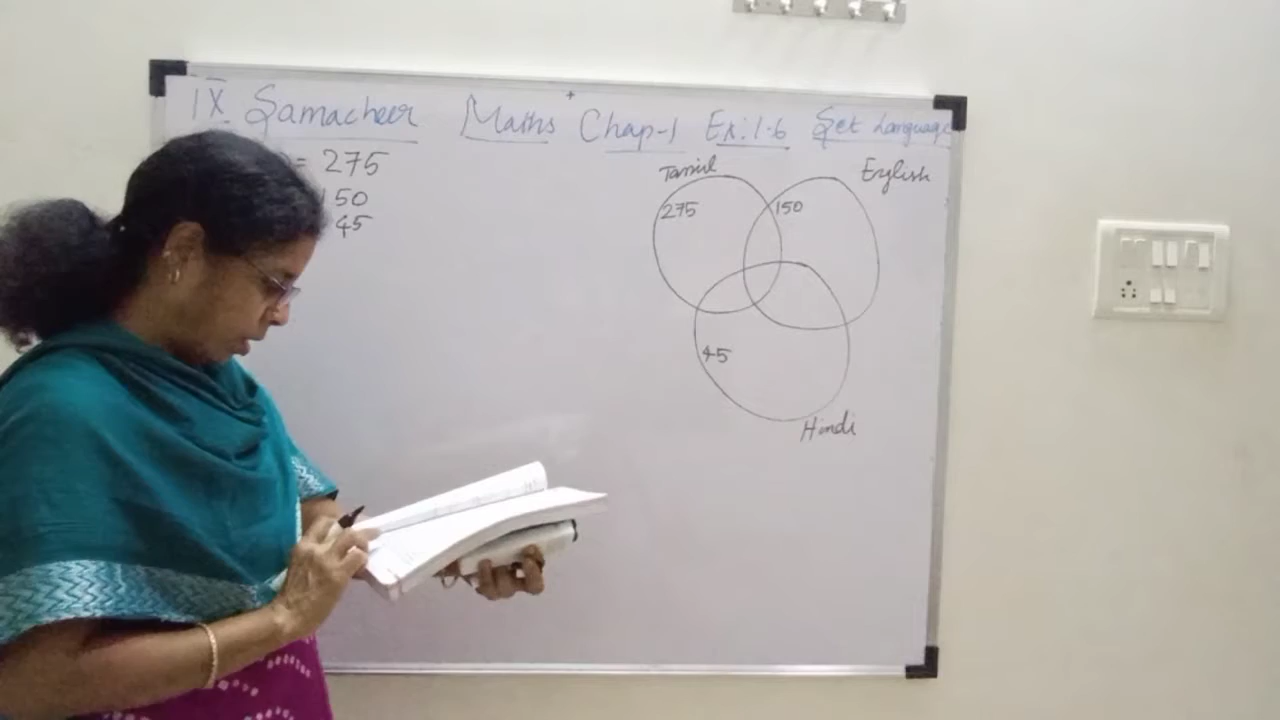 IX Samacheer Maths Chap-1 Ex:1.6 Set Language
= 275
150
45
Tamil English
275 150
45
Hindi